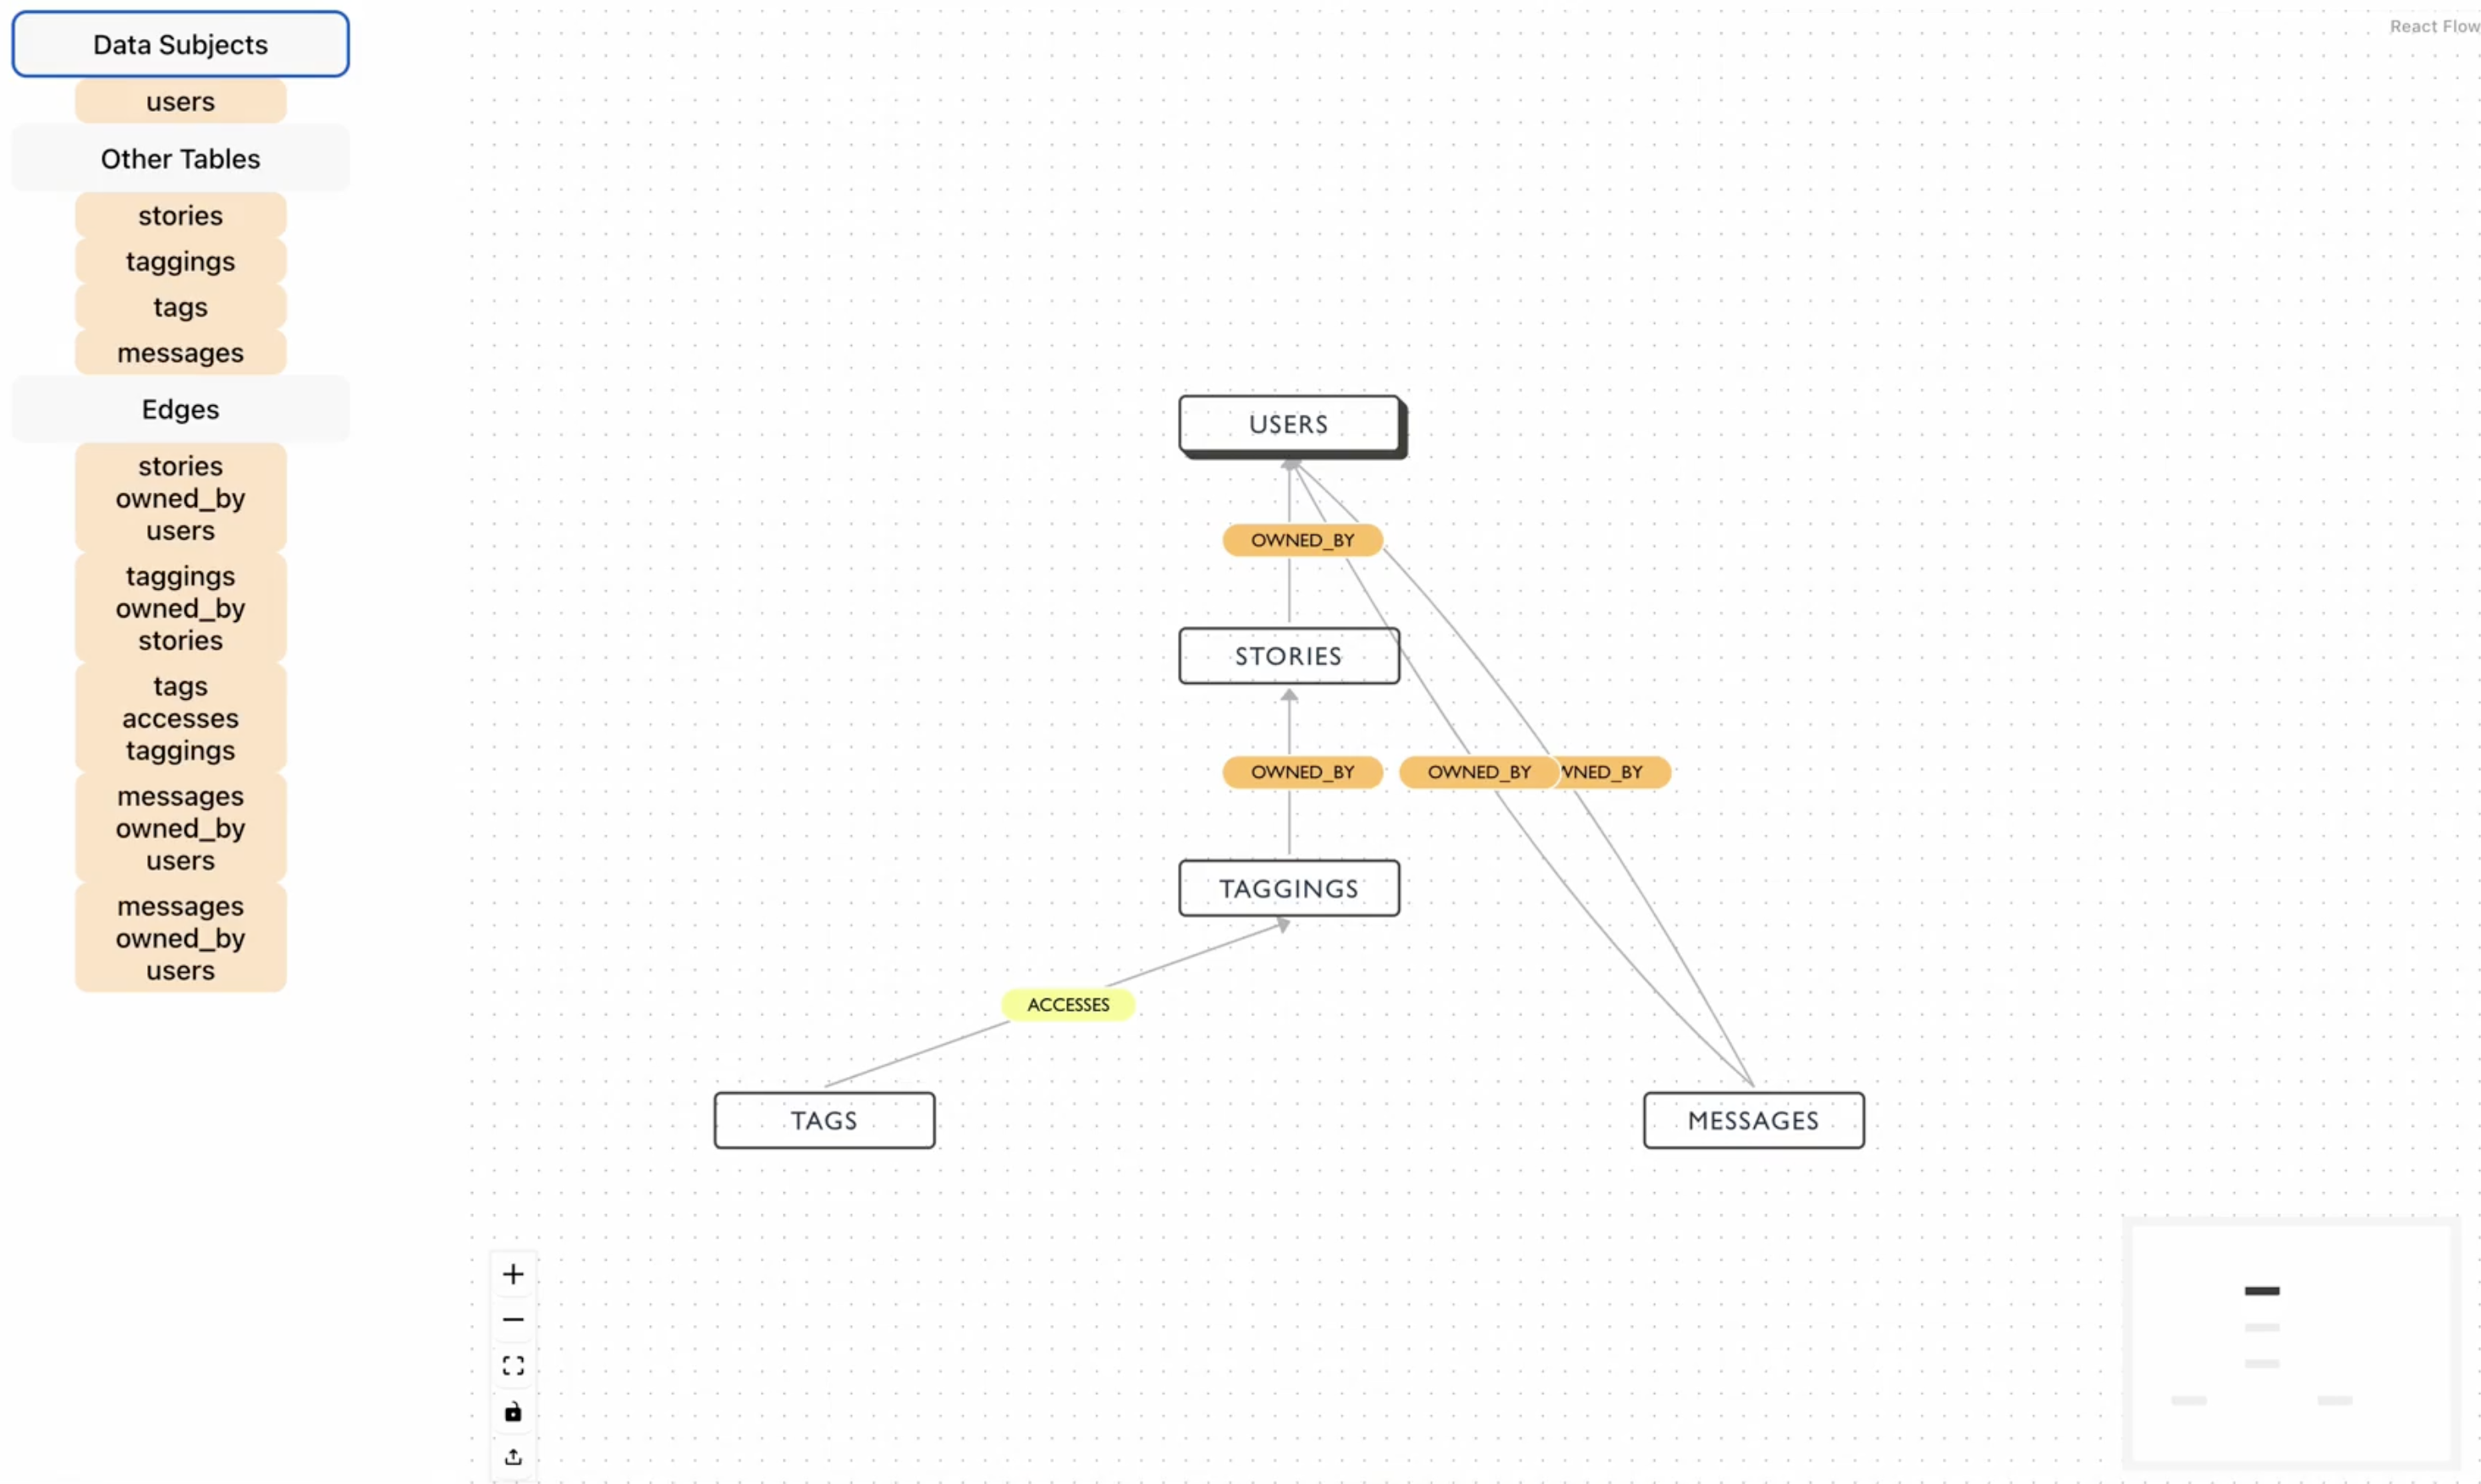 Data Subjects
users
Other Tables
stories
taggings
tags
messages
Edges
stories
owned_by
users
taggings
owned_by
stories
tags
accesses
taggings
messages
owned_by
users
messages
owned_by
users
React Flow
USERS
OWNED_BY
STORIES
OWNED_BY
OWNED_BY
WNED_BY
TAGGINGS
ACCESSES
TAGS
MESSAGES